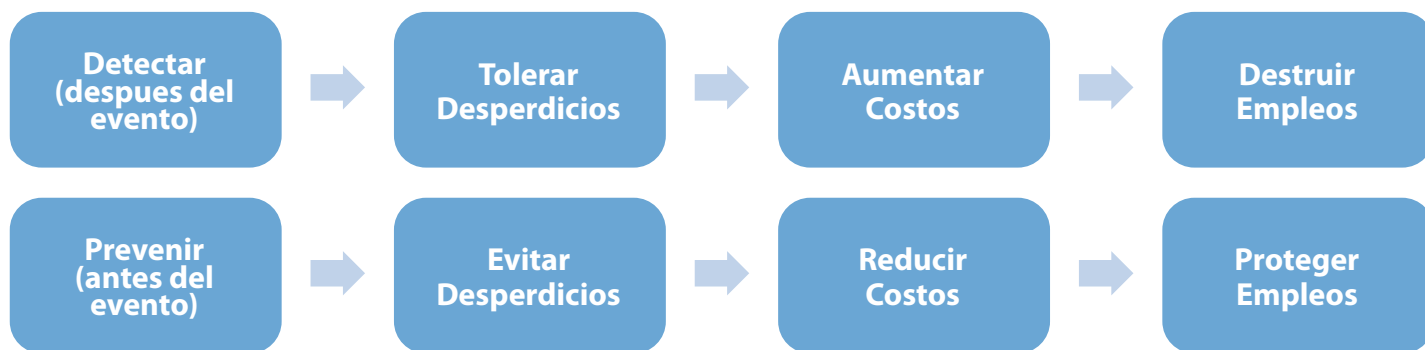 Detectar
(despues del
evento)
Tolerar
Desperdicios
Aumentar
Costos
Destruir
Empleos
Prevenir
(antes del
evento)
Evitar
Desperdicios
Reducir
Costos
Proteger
Empleos